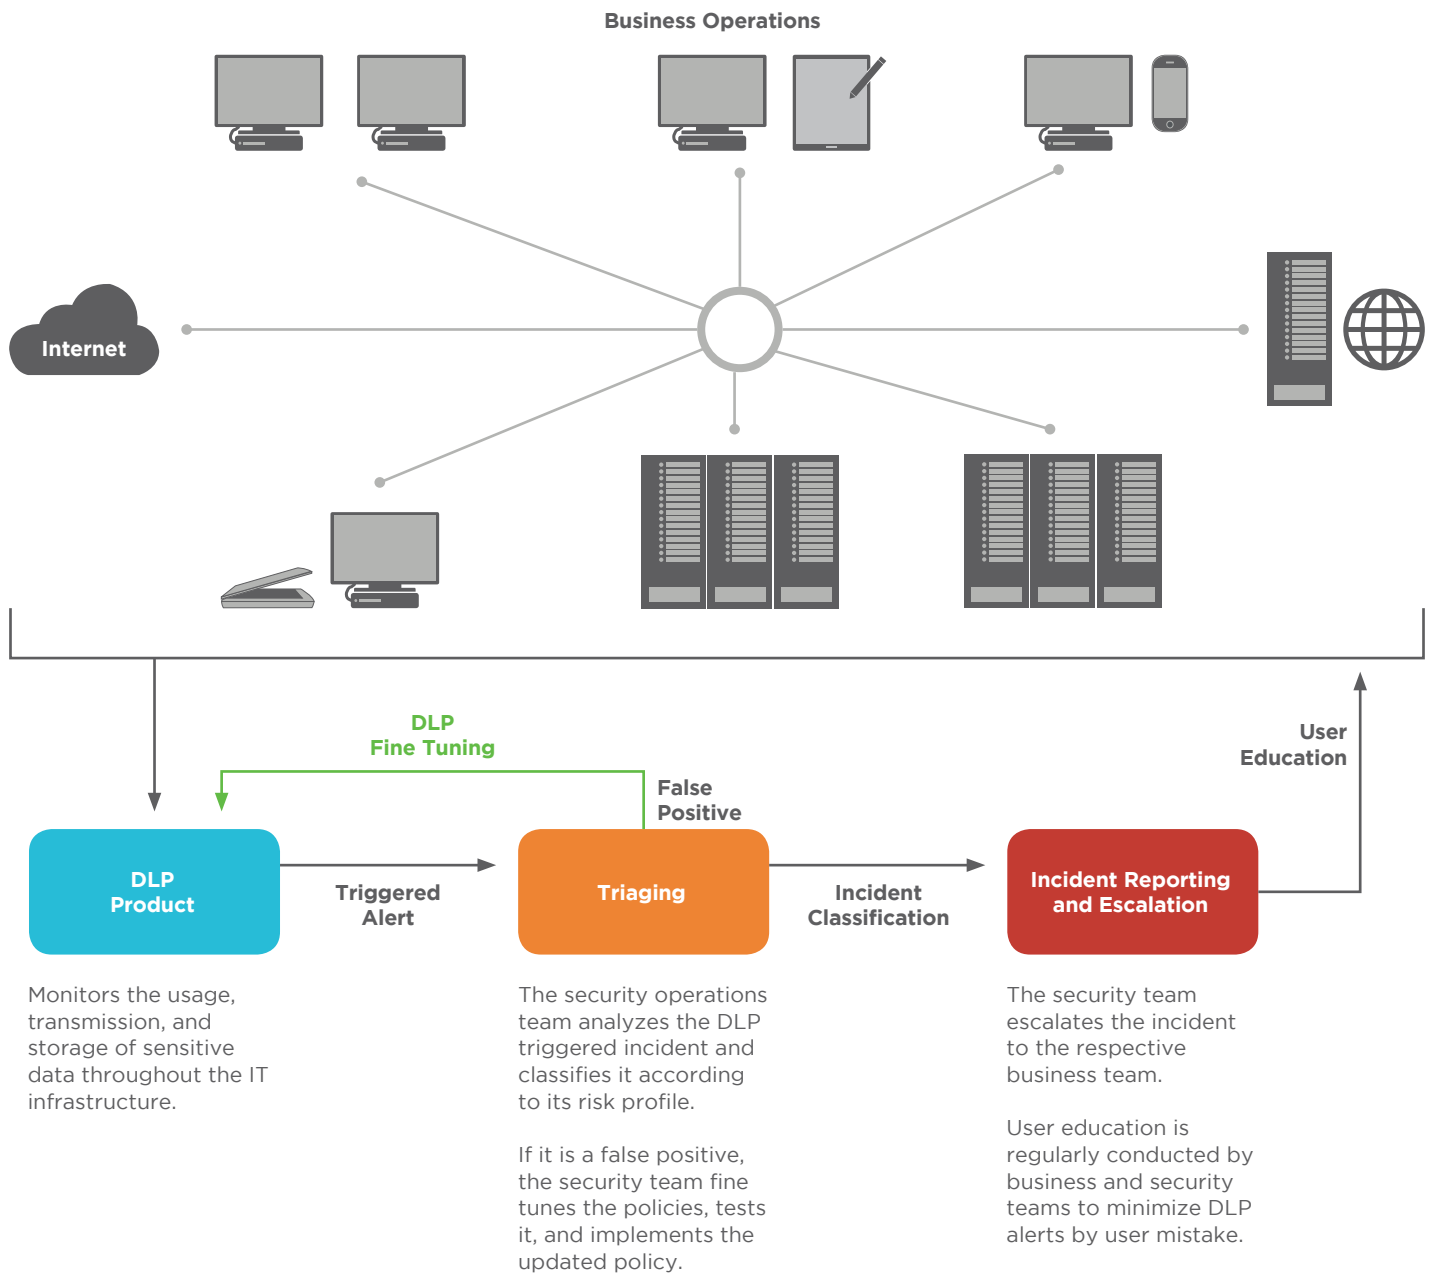 Business Operations
Internet
DLP
Fine Tuning
False
Positive
User
Education
DLP
Product
Triggered
Alert
Triaging
Incident
Classification
Incident Reporting
and Escalation
Monitors the usage,
transmission, and
storage of sensitive
data throughout the IT
infrastructure.
The security operations
team analyzes the DLP
triggered incident and
classifies it according
to its risk profile.
If it is a false positive,
the security team fine
tunes the policies, tests
it, and implements the
updated policy.
The security team
escalates the incident
to the respective
business team.
User education is
regularly conducted by
business and security
teams to minimize DLP
alerts by user mistake.